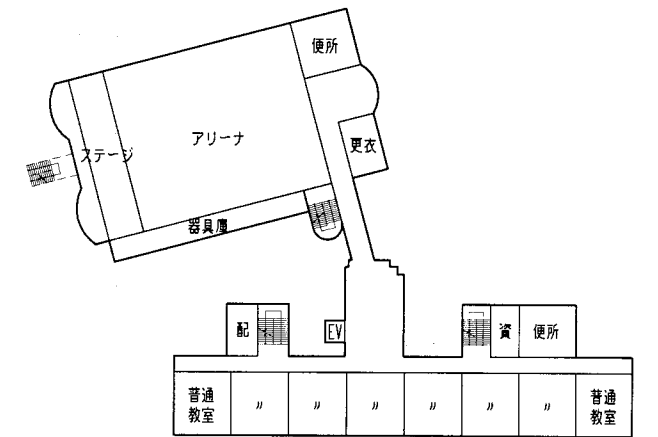 便所
アリーナ
更衣
ステージ
器具庫
配
EV
資
便所
普通
教室
〃
〃
〃
〃
〃
〃
普通
教室